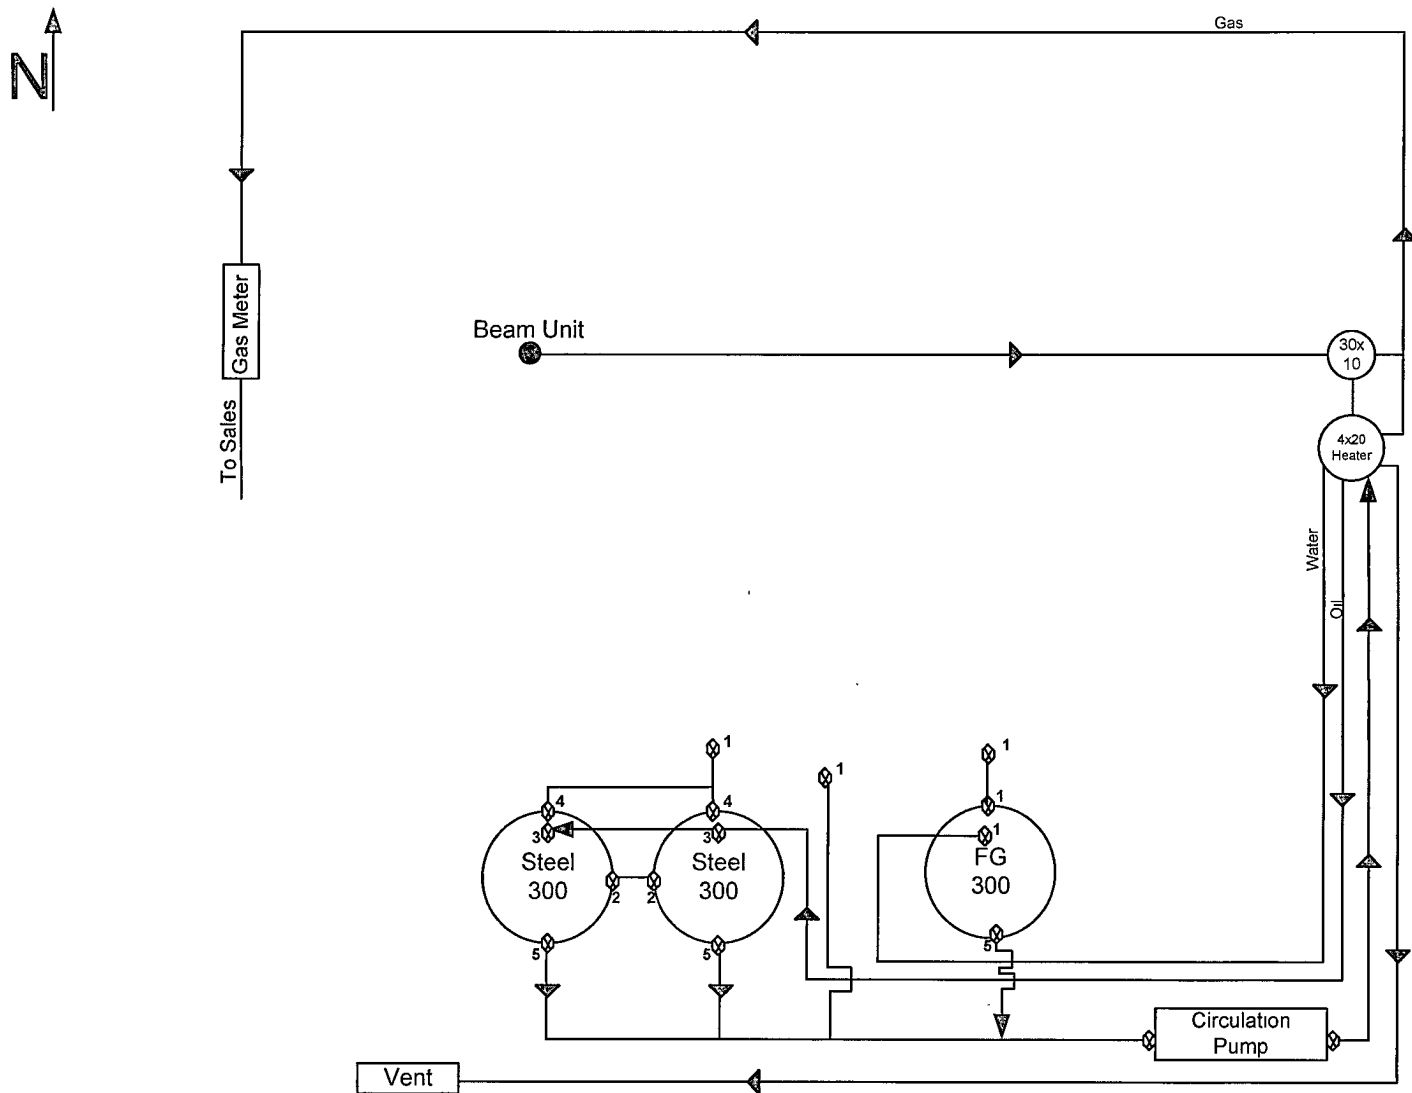 N
Gas
Gas Meter
To Sales
Beam Unit
30x
10
4x20
Heater
Water
Oil
1
1
1
4
4
1
3
3
1
Steel
300
Steel
300
FG
300
2
2
5
5
5
Circulation
Pump
Vent